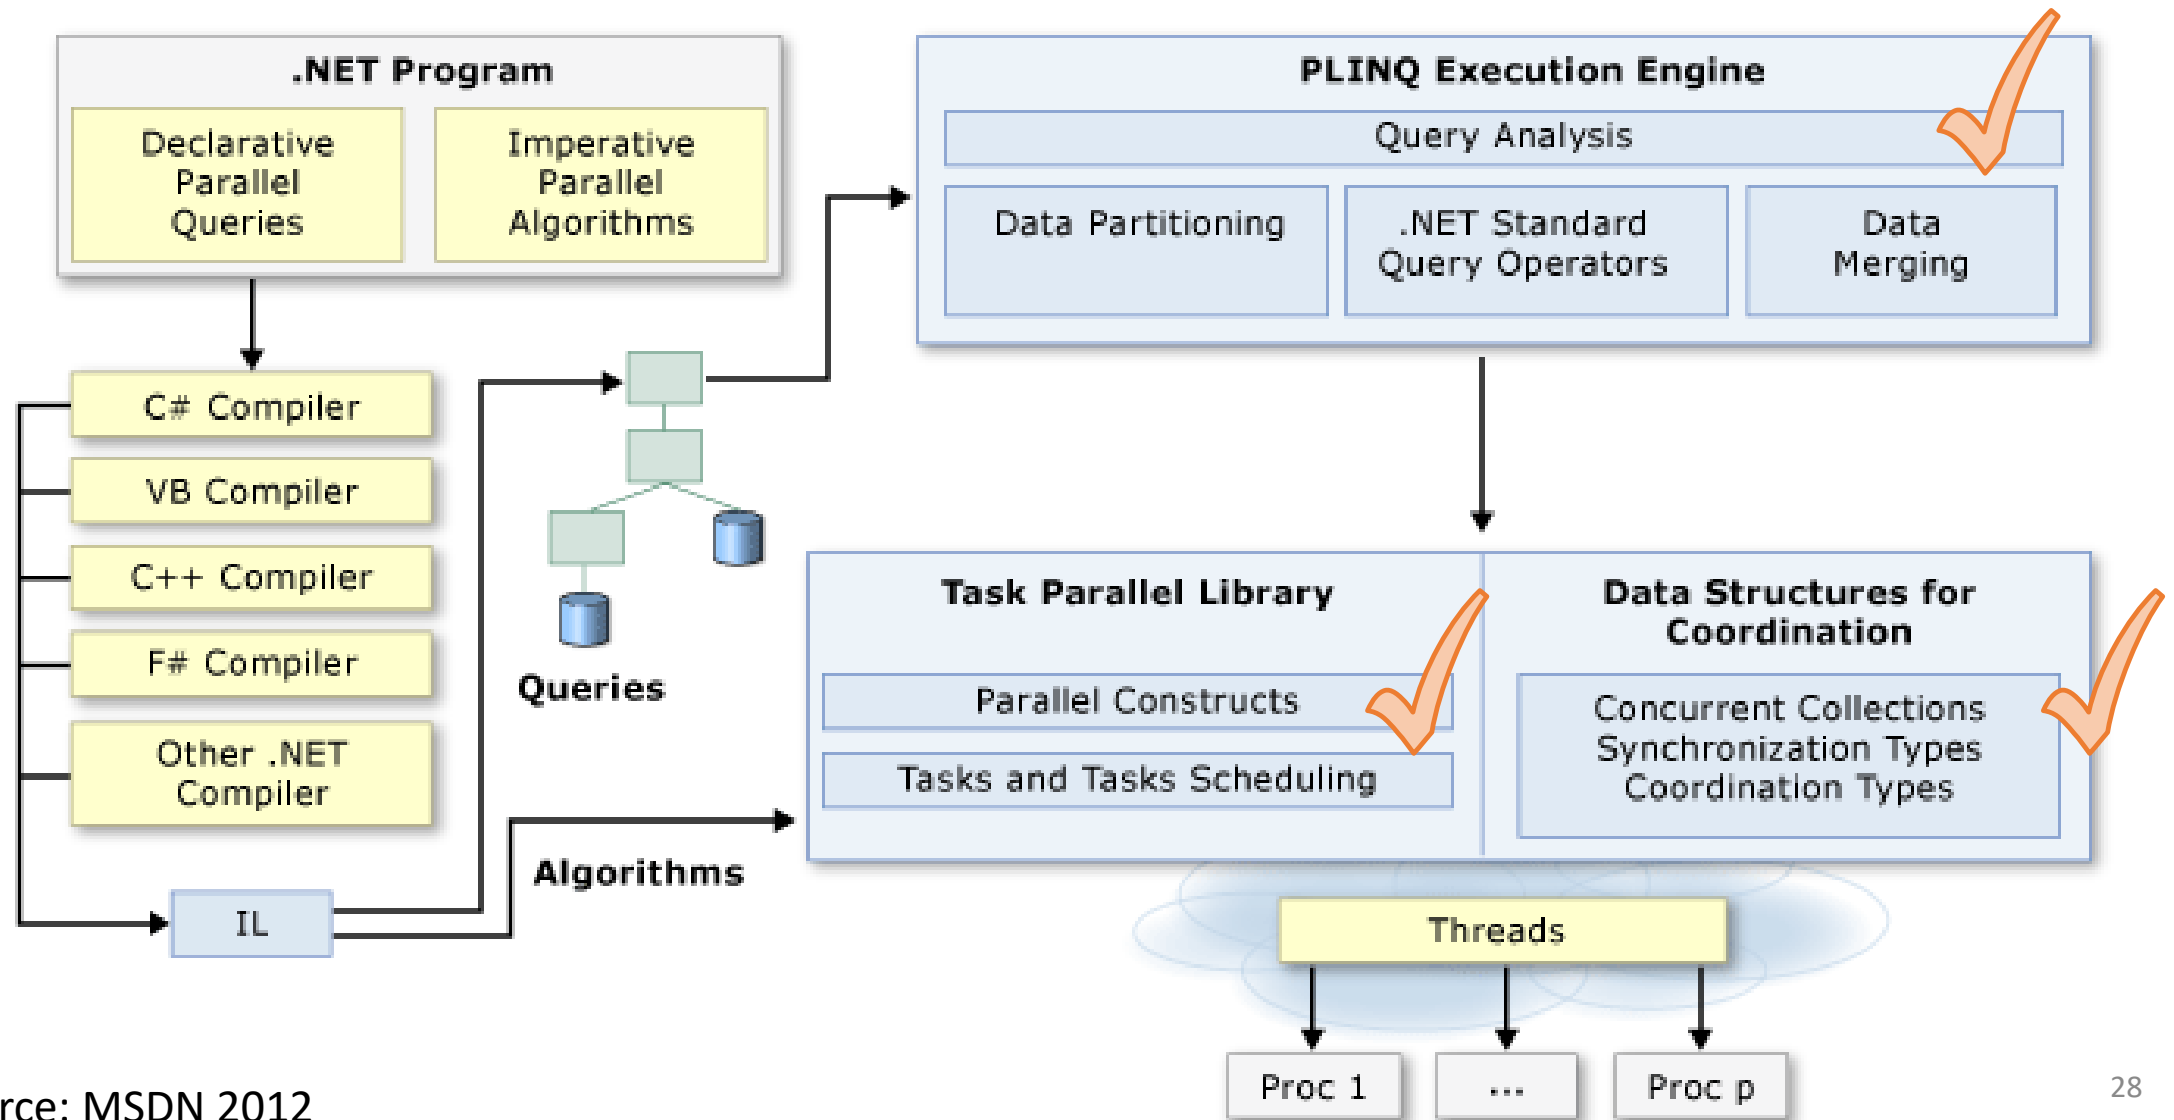 .NET Program
Declarative
Parallel
Queries
Imperative
Parallel
Algorithms
PLINQ Execution Engine
Query Analysis
Data Partitioning
.NET Standard
Query Operators
Data
Merging
C# Compiler
VB Compiler
C++ Compiler
F# Compiler
Other .NET
Compiler
IL
Queries
Algorithms
Task Parallel Library
Parallel Constructs
Tasks and Tasks Scheduling
Data Structures for
Coordination
Concurrent Collections
Synchronization Types
Coordination Types
Threads
Proc 1
...
Proc p
rce: MSDN 2012
28